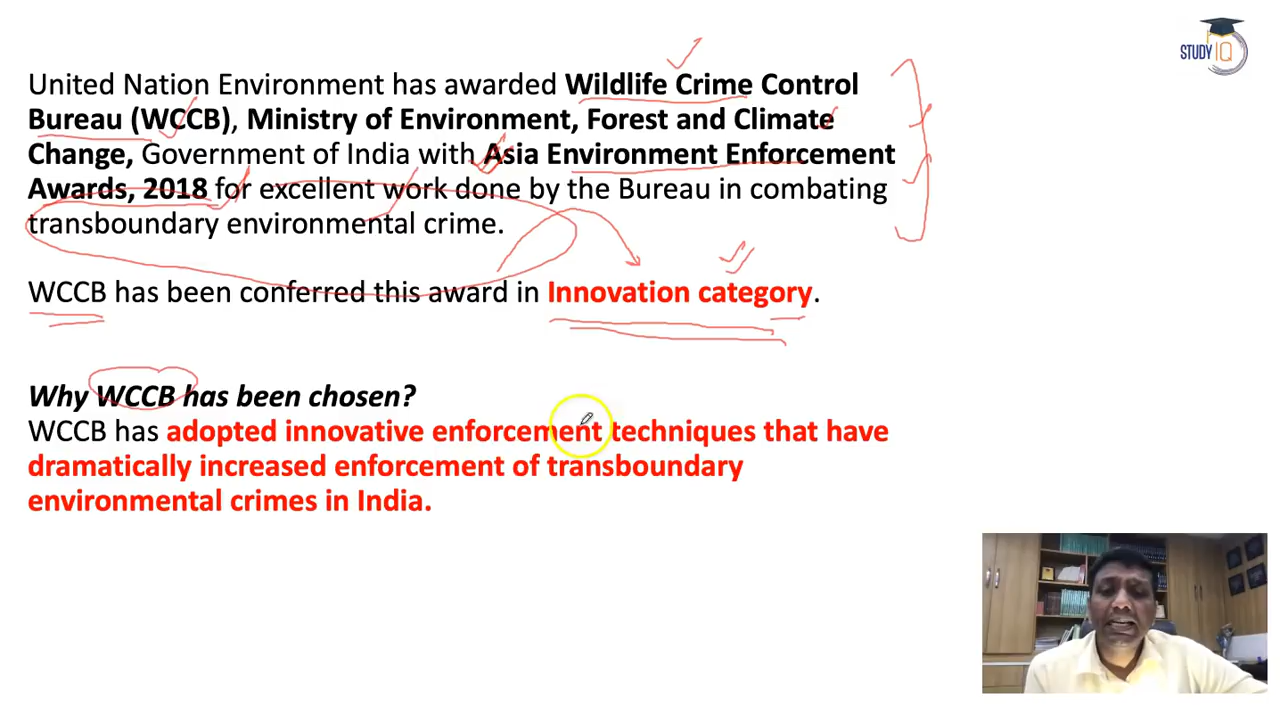 STUDY IQ
United Nation Environment has awarded Wildlife Crime Control
Bureau (WCCB), Ministry of Environment, Forest and Climate
Change, Government of India with Asia Environment Enforcement
Awards, 2018 for excellent work done by the Bureau in combating
transboundary environmental crime.
WCCB has been conferred this award in Innovation category.
Why WCCB has been chosen?
WCCB has adopted innovative enforcement techniques that have
dramatically increased enforcement of transboundary
environmental crimes in India.